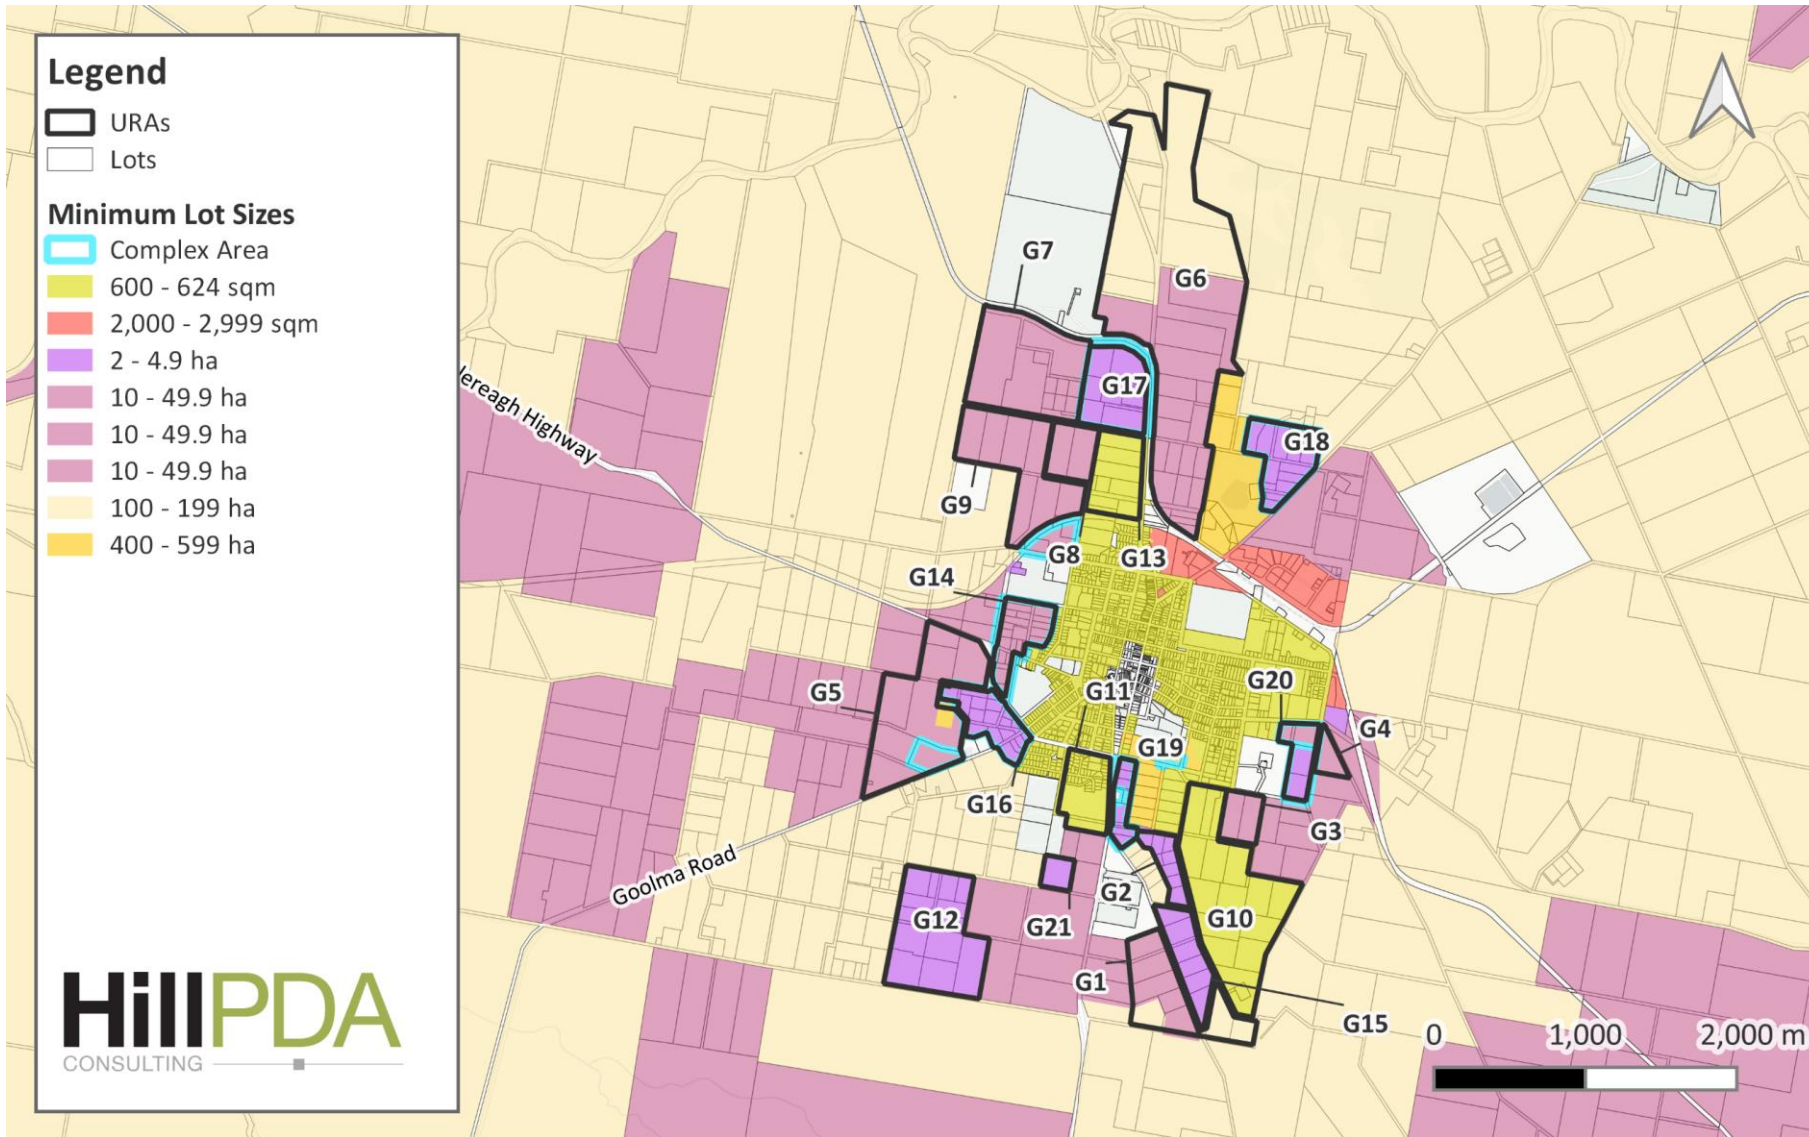 Legend
URAs
Lots
Minimum Lot Sizes
Complex Area
600 - 624 sqm
2,000 - 2,999 sqm
2 - 4.9 ha
10 - 49.9 ha
10 - 49.9 ha
10 - 49.9 ha
100 - 199 ha
400 - 599 ha
HillPDA
CONSULTING
G7
G6
G17
G18
G9
G8
G13
G14
G5
G11
G20
G4
G19
G16
G3
G2
G12
G21
G10
G1
G15
lereagh Highway
Goolma Road
0 1,000 2,000 m